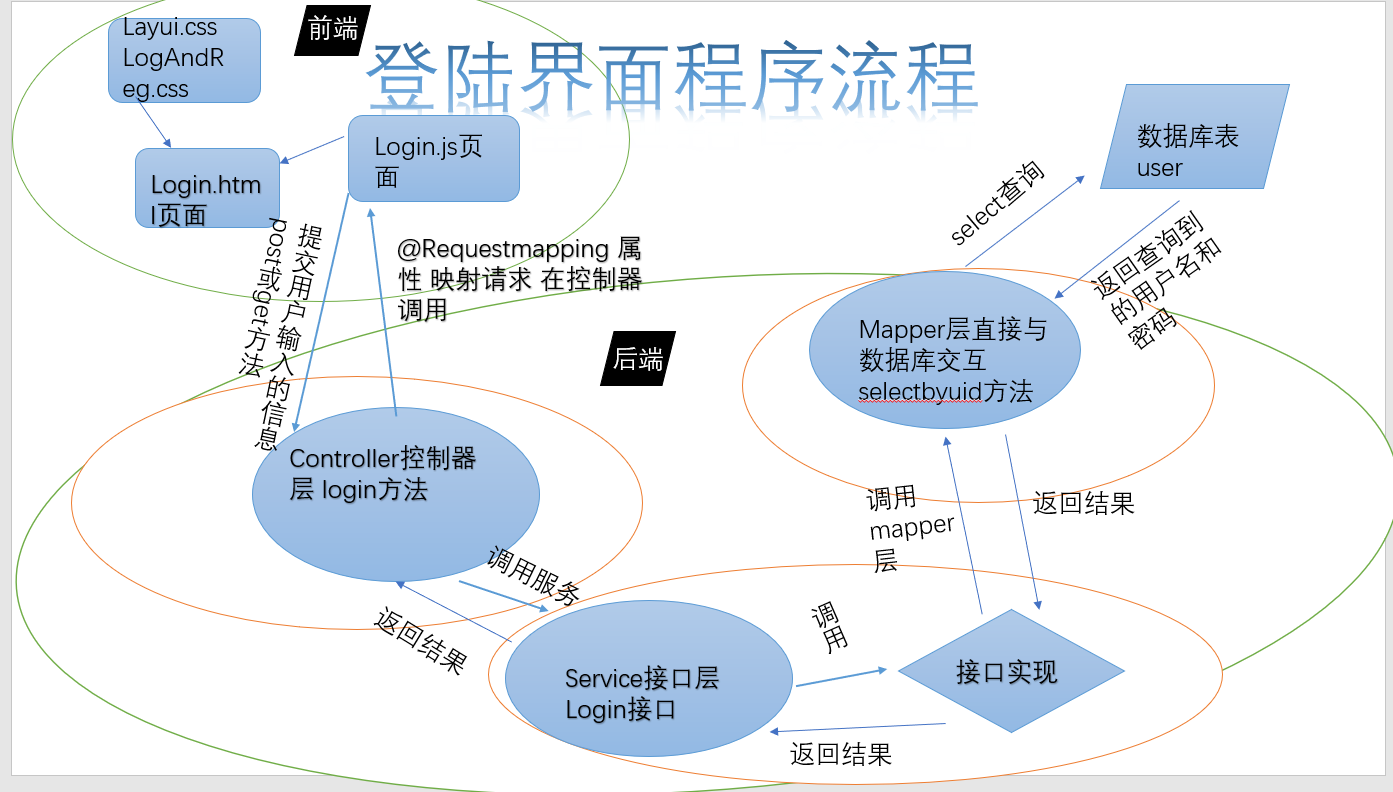 Layui.css
LogAndR
eg.css
前端
登陆界面程序流程
Login.js页
面
Login.htm
l页面
数据库表
user
select查询
返回查询到
的用户名和
密码
提交用户输入的信息
post或get方法
@Requestmapping 属
性 映射请求 在控制器
调用
后端
Mapper层直接与
数据库交互
selectbyuid方法
Controller控制器
层 login方法
调用
mapper
层
返回结果
调用服务
返回结果
调
用
Service接口层
Login接口
接口实现
返回结果